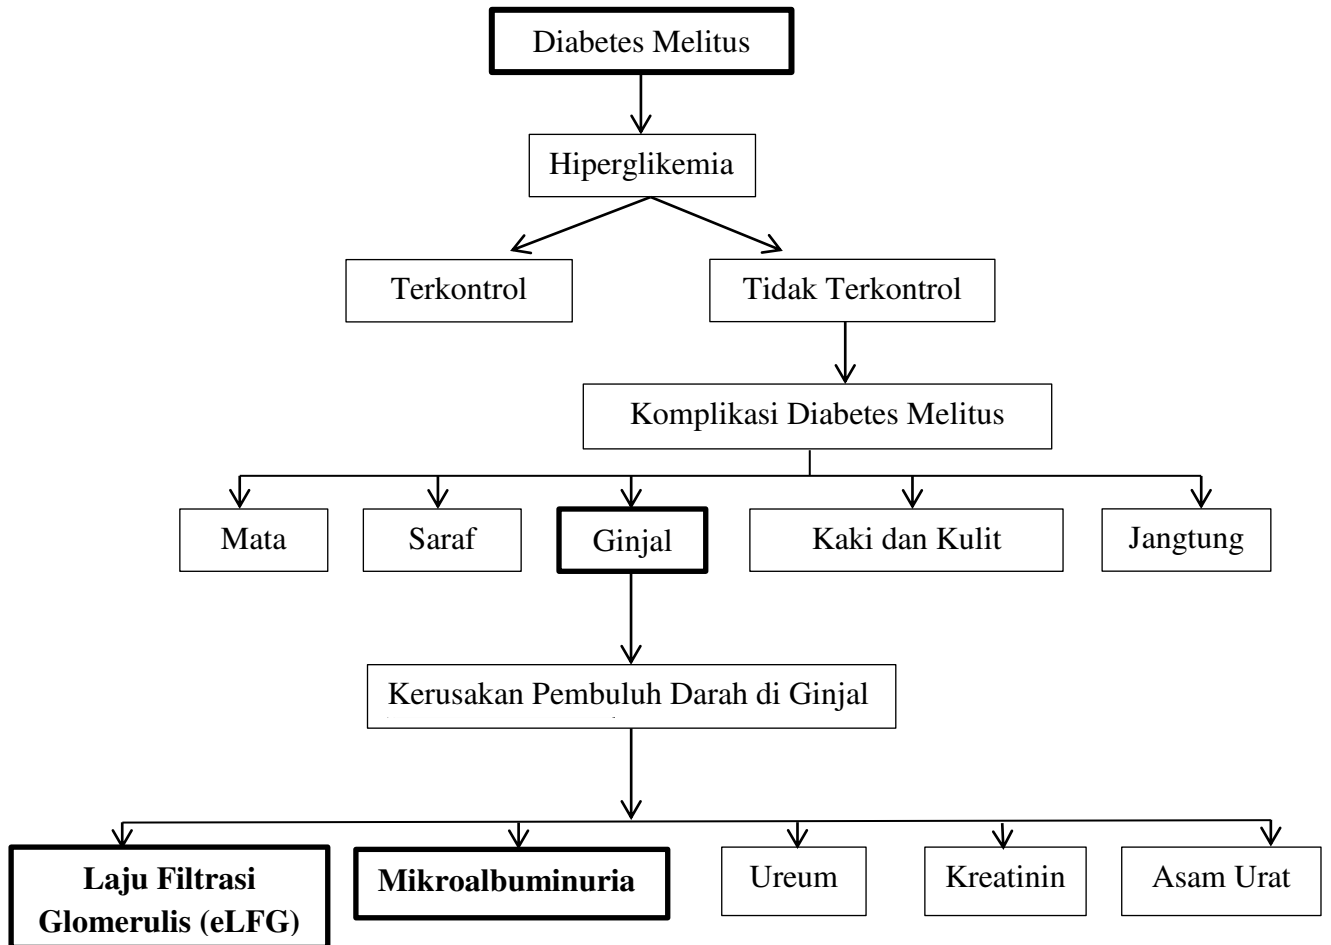 Diabetes Melitus
Hiperglikemia
Terkontrol
Tidak Terkontrol
Komplikasi Diabetes Melitus
Mata
Saraf
Ginjal
Kaki dan Kulit
Jangtung
Kerusakan Pembuluh Darah di Ginjal
Laju Filtrasi
Glomerulis (eLFG)
Mikroalbuminuria
Ureum
Kreatinin
Asam Urat